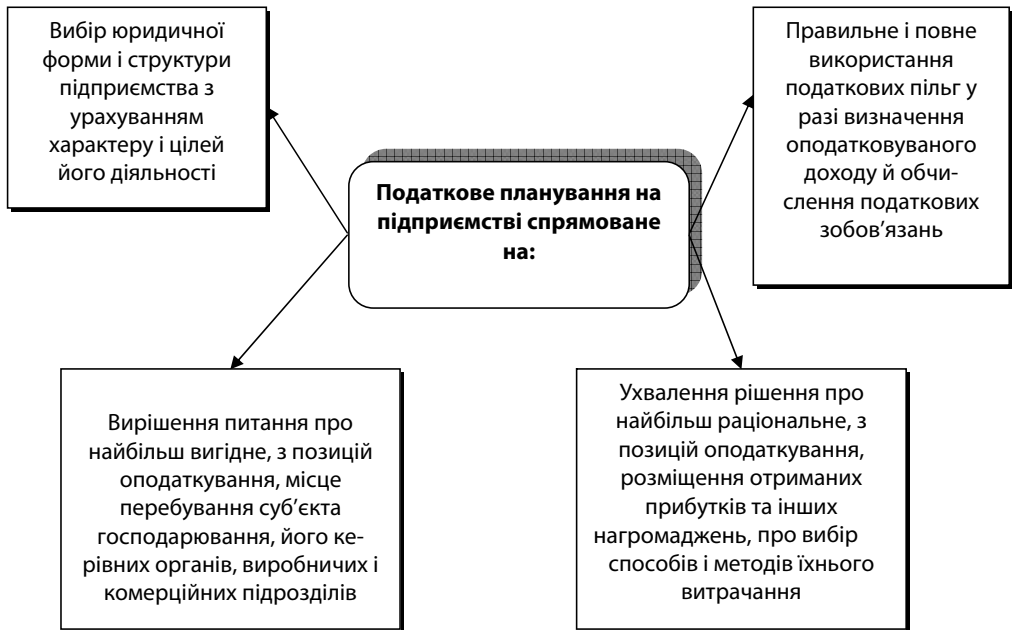 Вибір юридичної
форми і структури
підприємства з
урахуванням
характеру і цілей
його діяльності
Правильне і повне
використання
податкових пільг у
разі визначення
оподатковуваного
доходу й обчи-
слення податкових
зобов’язань
Податкове планування на
підприємстві спрямоване
на:
Вирішення питання про
найбільш вигідне, з позицій
оподаткування, місце
перебування суб’єкта
господарювання, його ке-
рівних органів, виробничих і
комерційних підрозділів
Ухвалення рішення про
найбільш раціональне, з
позицій оподаткування,
розміщення отриманих
прибутків та інших
нагромаджень, про вибір
способів і методів їхнього
витрачання